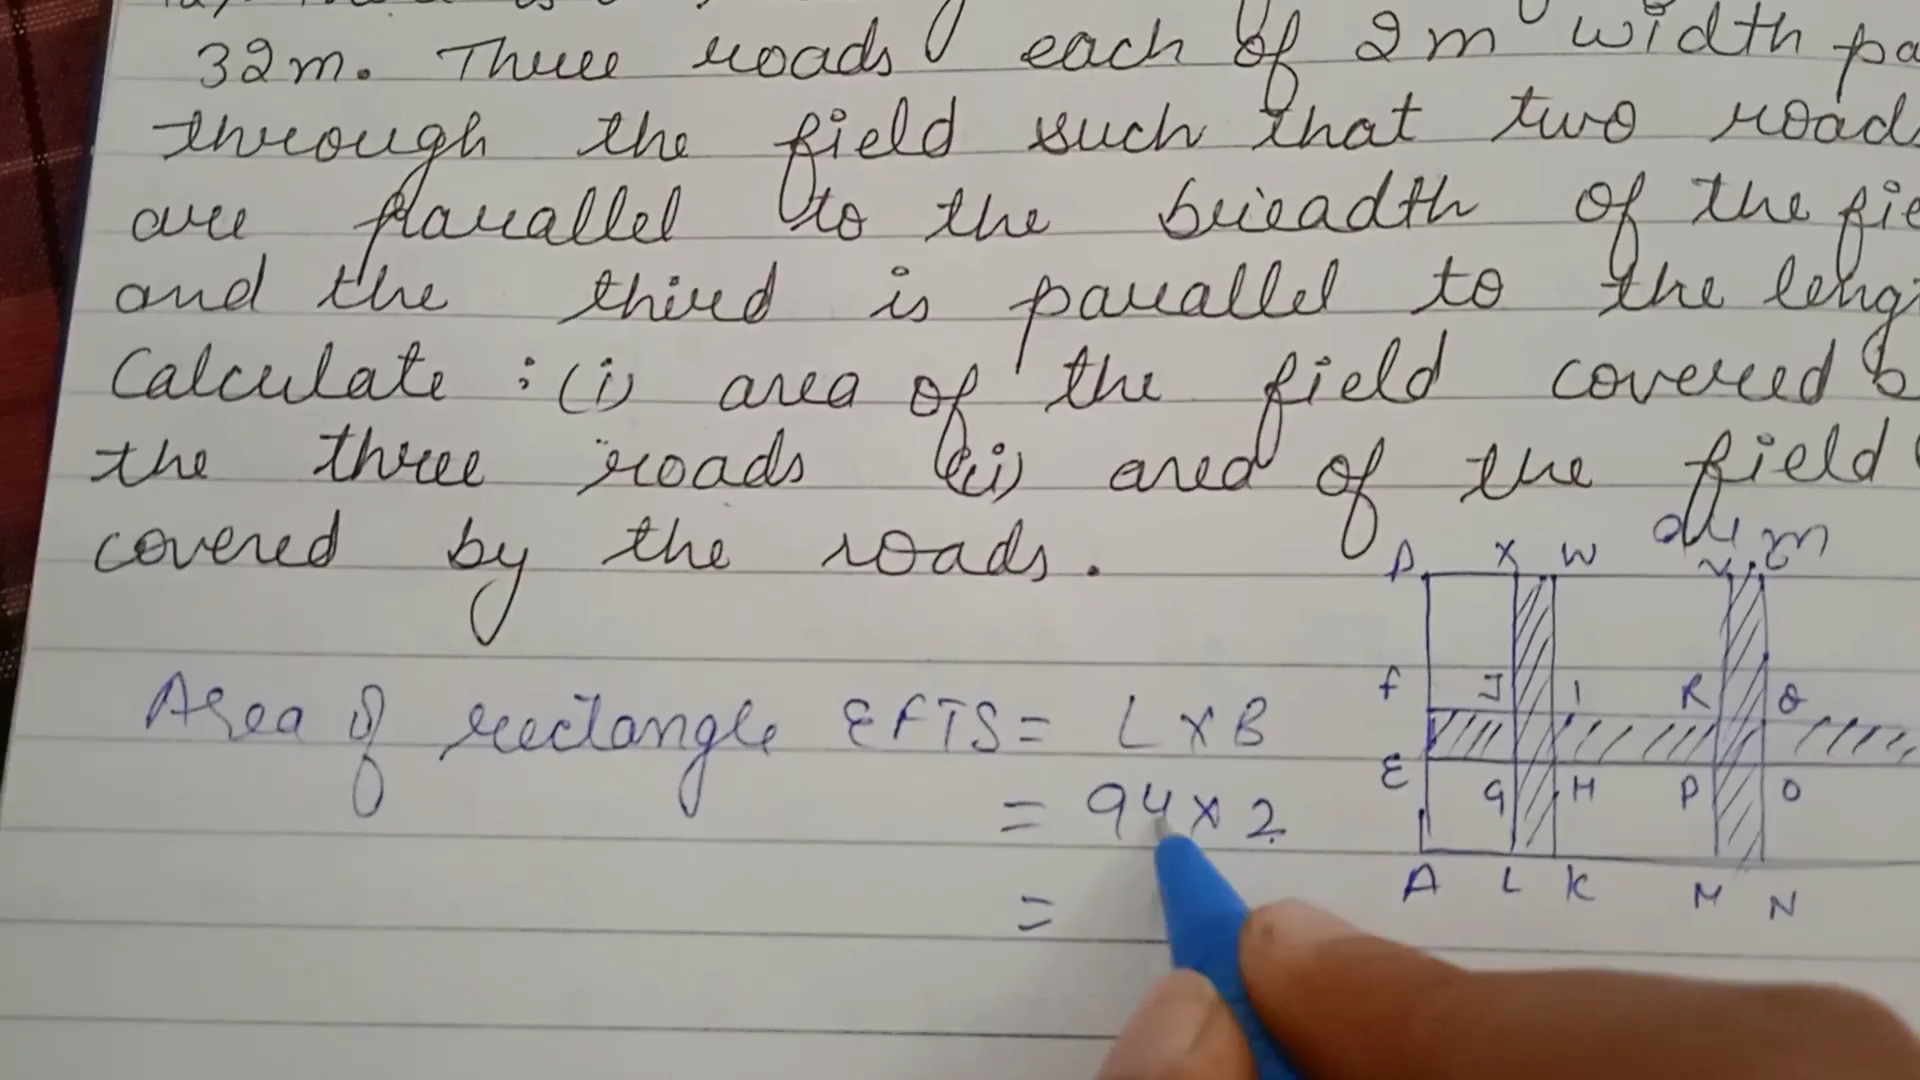 32m. Three roads each of 2m width pa
through the field such that two road
are parallel to the breadth of the fie
and the third is parallel to the leng
Calculate : (i) area of the field covered b
the three roads (ii) area of the field
covered by the roads.
D X W m
F J I R Q
E G H P O
A L K M N
Area of rectangle EFTS = L x B
= 94 x 2
=